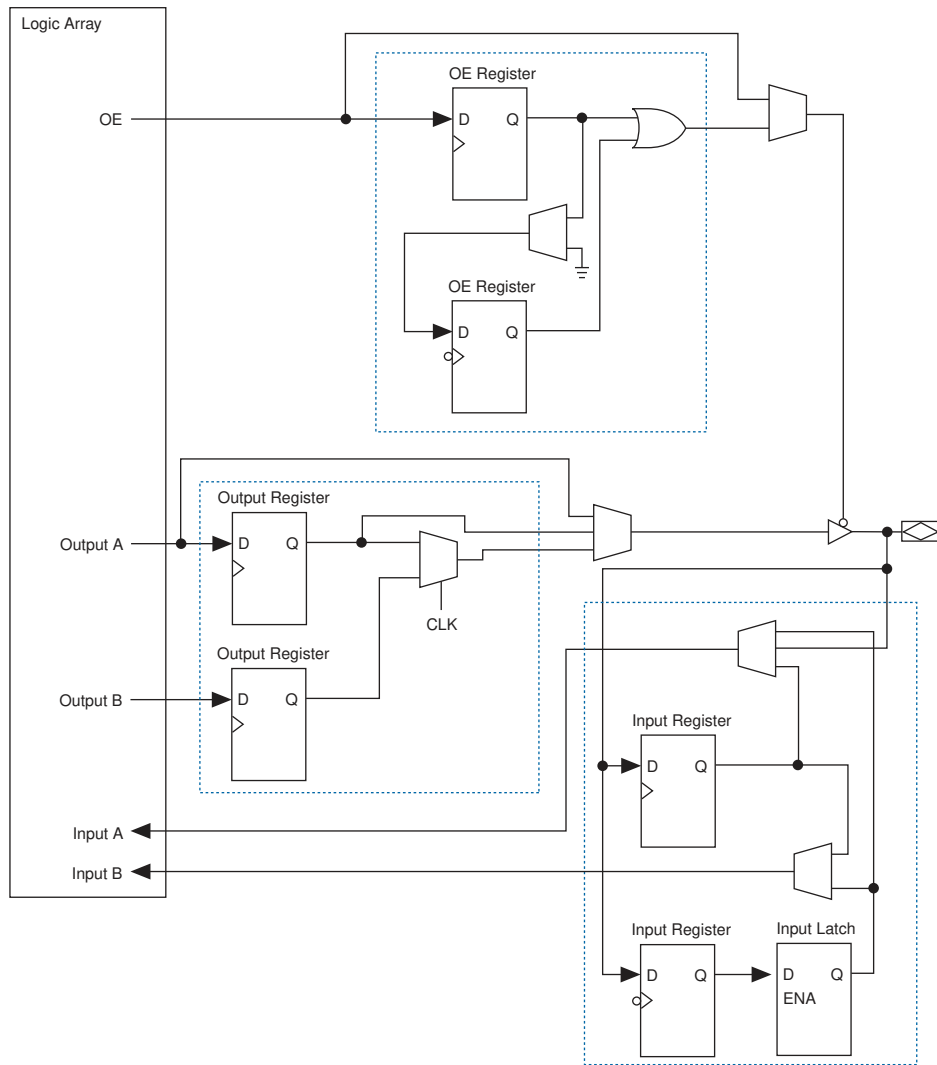 Logic Array
OE Register
OE
D Q
OE Register
D Q
Output Register
Output A
D Q
CLK
Output Register
Output B
D Q
Input Register
D Q
Input A
Input B
Input Register
Input Latch
D Q
D Q
ENA